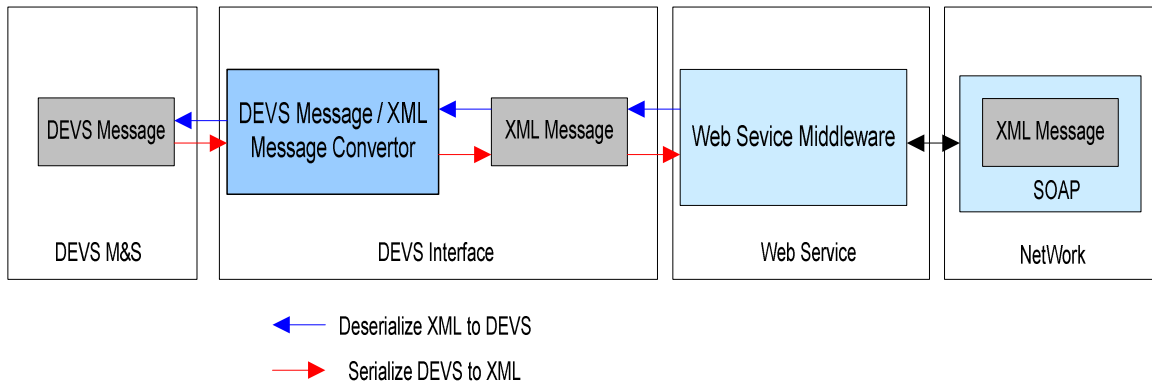 DEVS Message
DEVS M&S
DEVS Message / XML
Message Convertor
XML Message
DEVS Interface
Web Sevice Middleware
Web Service
XML Message
SOAP
NetWork
Deserialize XML to DEVS
Serialize DEVS to XML